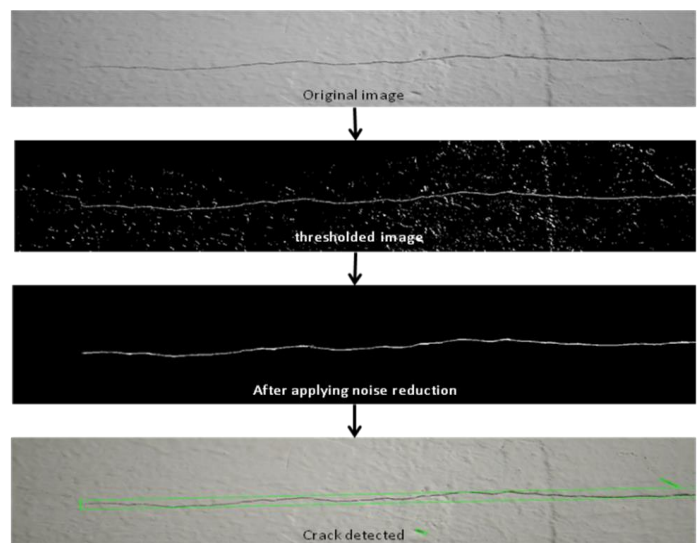 Original image
thresholded image
After applying noise reduction
Crack detected